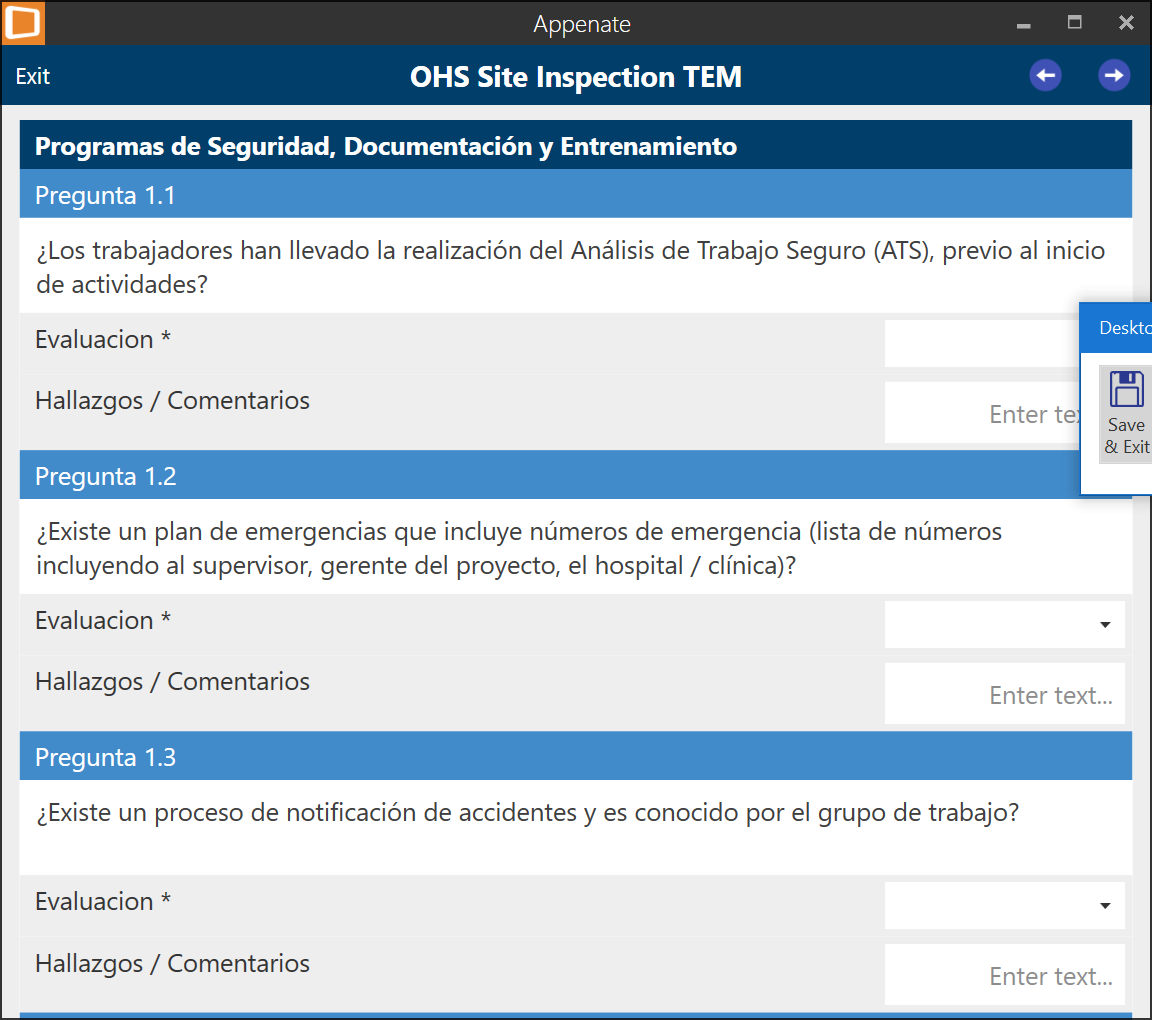 Appenate
Exit
OHS Site Inspection TEM
Programas de Seguridad, Documentación y Entrenamiento
Pregunta 1.1
¿Los trabajadores han llevado la realización del Análisis de Trabajo Seguro (ATS), previo al inicio
de actividades?
Evaluacion *
Hallazgos / Comentarios
Enter te
Deskto
Save
& Exit
Pregunta 1.2
¿Existe un plan de emergencias que incluye números de emergencia (lista de números
incluyendo al supervisor, gerente del proyecto, el hospital / clínica)?
Evaluacion *
Hallazgos / Comentarios
Enter text...
Pregunta 1.3
¿Existe un proceso de notificación de accidentes y es conocido por el grupo de trabajo?
Evaluacion *
Hallazgos / Comentarios
Enter text...